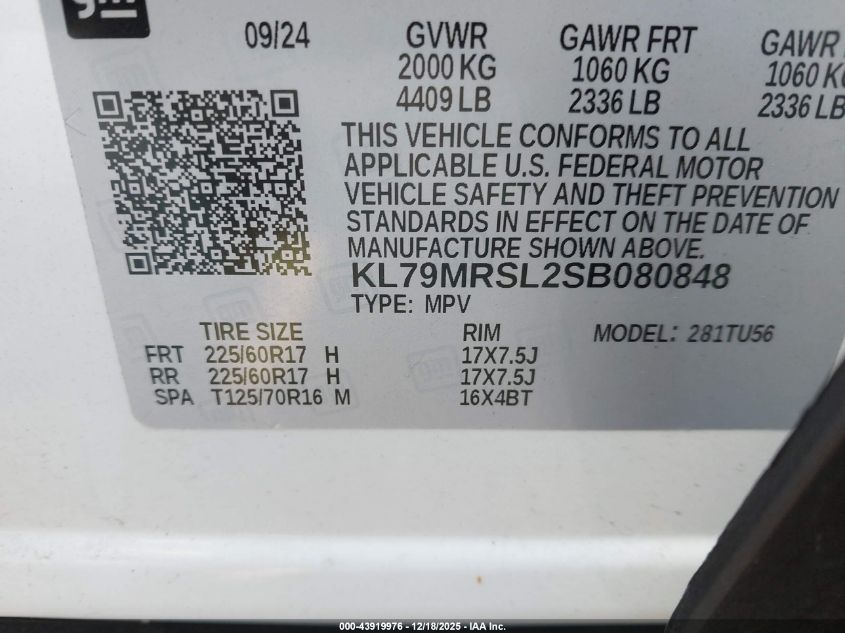 gm
09/24 GVWR GAWR FRT GAWR
2000 KG 1060 KG 1060
4409 LB 2336 LB 2336 LB
THIS VEHICLE CONFORMS TO ALL
APPLICABLE U.S. FEDERAL MOTOR
VEHICLE SAFETY AND THEFT PREVENTION
STANDARDS IN EFFECT ON THE DATE OF
MANUFACTURE SHOWN ABOVE.
KL79MRSL2SB080848
TYPE: MPV
TIRE SIZE RIM MODEL: 281TU56
FRT 225/60R17 H 17X7.5J
RR 225/60R17 H 17X7.5J
SPA T125/70R16 M 16X4BT
000-43919976 - 12/18/2025 - IAA Inc.